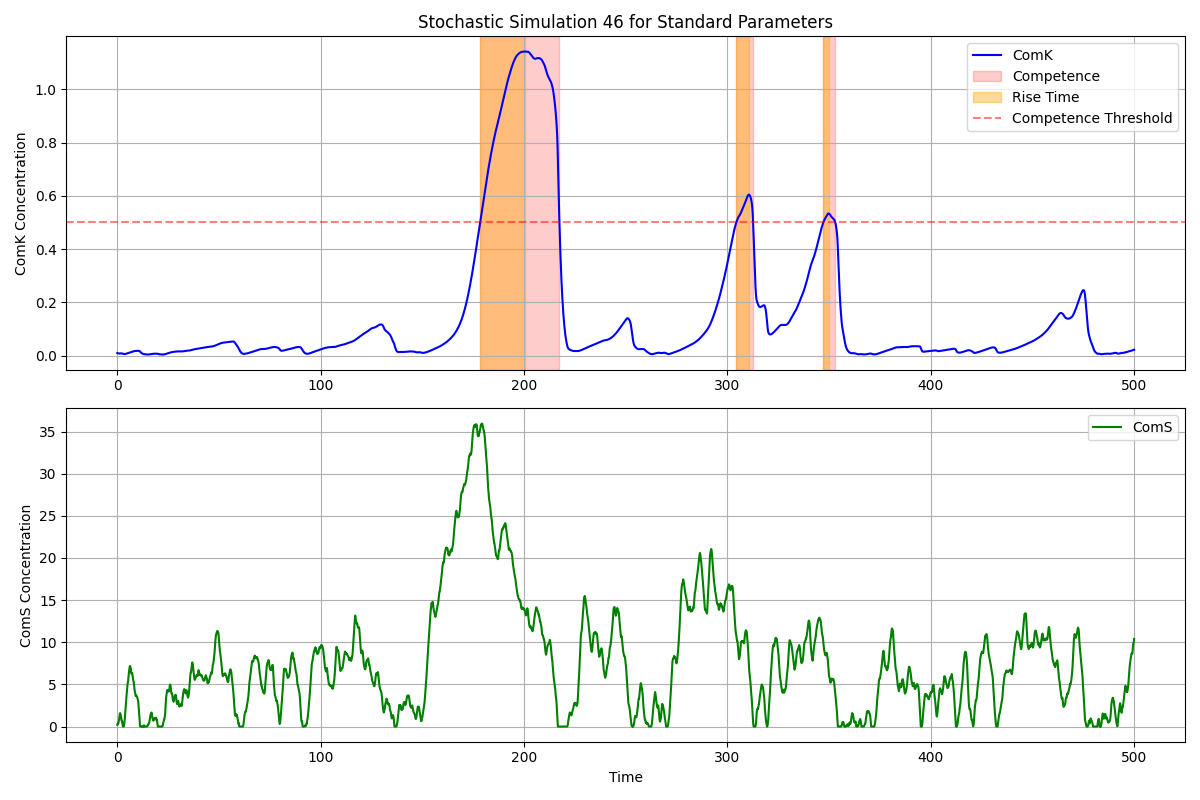 Stochastic Simulation 46 for Standard Parameters
ComK Concentration
1.0
0.8
0.6
0.4
0.2
0.0
ComK
Competence
Rise Time
Competence Threshold
0 100 200 300 400 500
ComS Concentration
35
30
25
20
15
10
5
0
ComS
0 100 200 300 400 500
Time